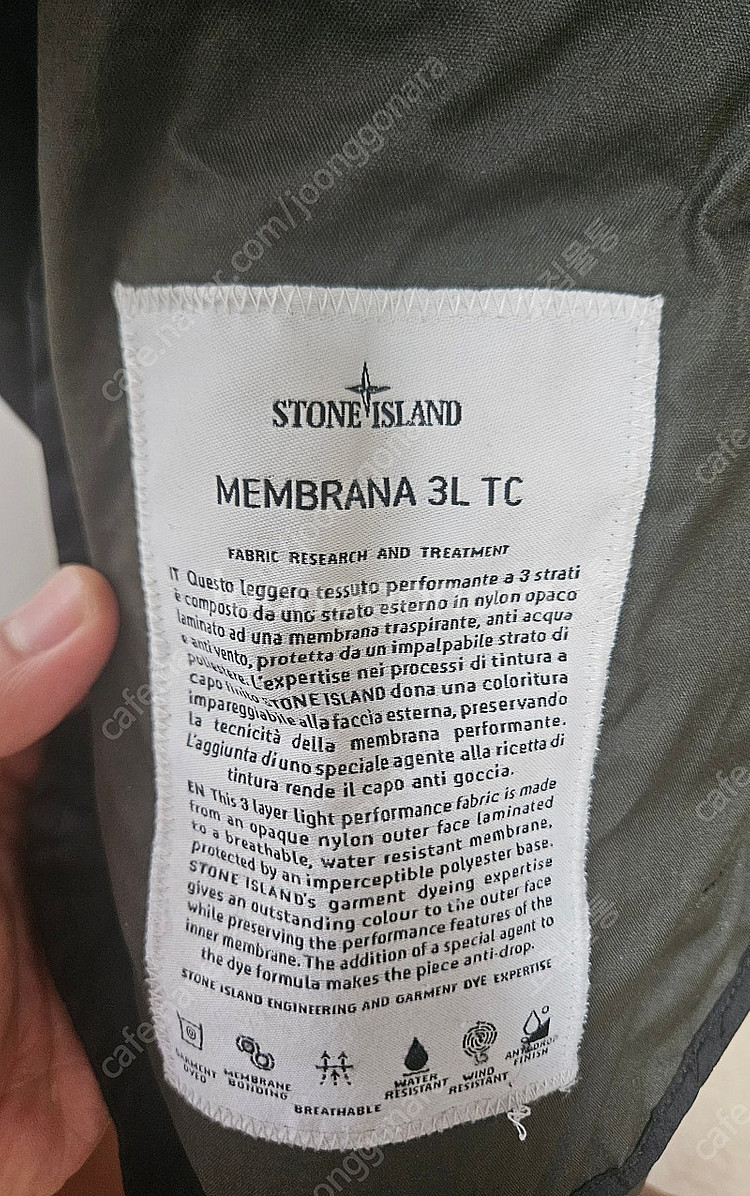 STONE ISLAND
MEMBRANA 3L TC
FABRIC RESEARCH AND TREATMENT
IT Questo leggero tessuto performante a 3 strati
è composto da uno strato esterno in nylon opaco
laminato ad una membrana traspirante, anti acqua
e anti vento, protetta da un impalpabile strato di
poliestere. L'expertise nei processi di tintura a
capo finito STONE ISLAND dona una coloritura
impareggiabile alla faccia esterna, preservando
la tecnicità della membrana performante.
L'aggiunta di uno speciale agente alla ricetta di
tintura rende il capo anti goccia.
EN This 3 layer light performance fabric is made
from an opaque nylon outer face laminated
to a breathable, water resistant membrane,
protected by an imperceptible polyester base.
STONE ISLAND's garment dyeing expertise
gives an outstanding colour to the outer face
while preserving the performance features of the
inner membrane. The addition of a special agent to
the dye formula makes the piece anti-drop.
STONE ISLAND ENGINEERING AND GARMENT DYE EXPERTISE
GARMENT DYED
MEMBRANE BONDING
BREATHABLE
WATER RESISTANT
WIND RESISTANT
ANTI DROP FINISH
cafe.naver.com/joonggonara